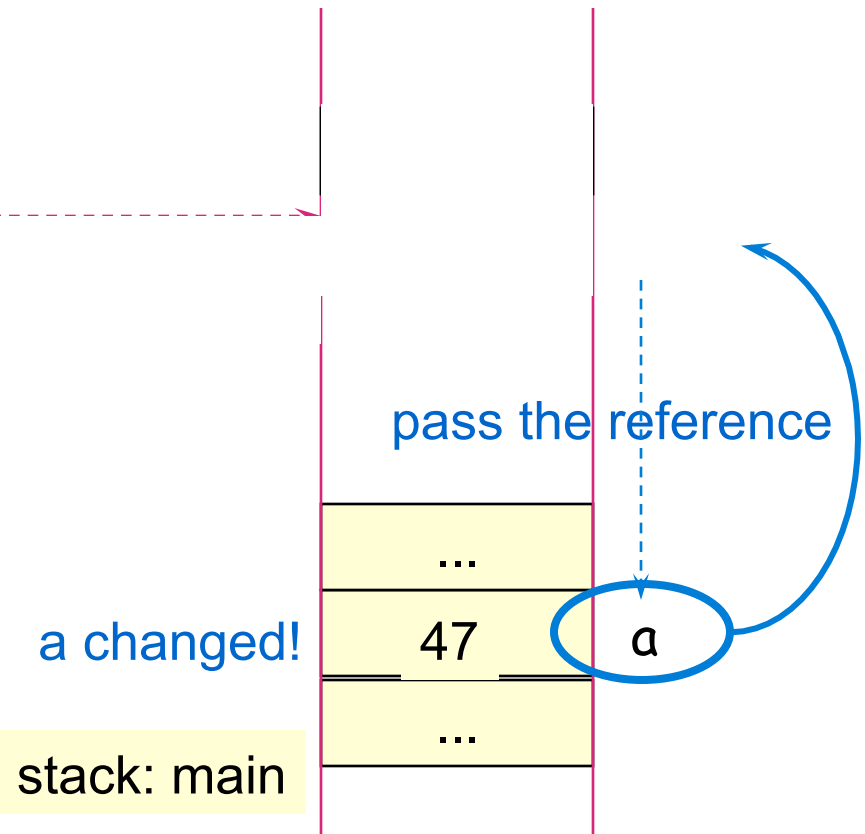 pass the reference
...
a changed! 47 a
...
stack: main